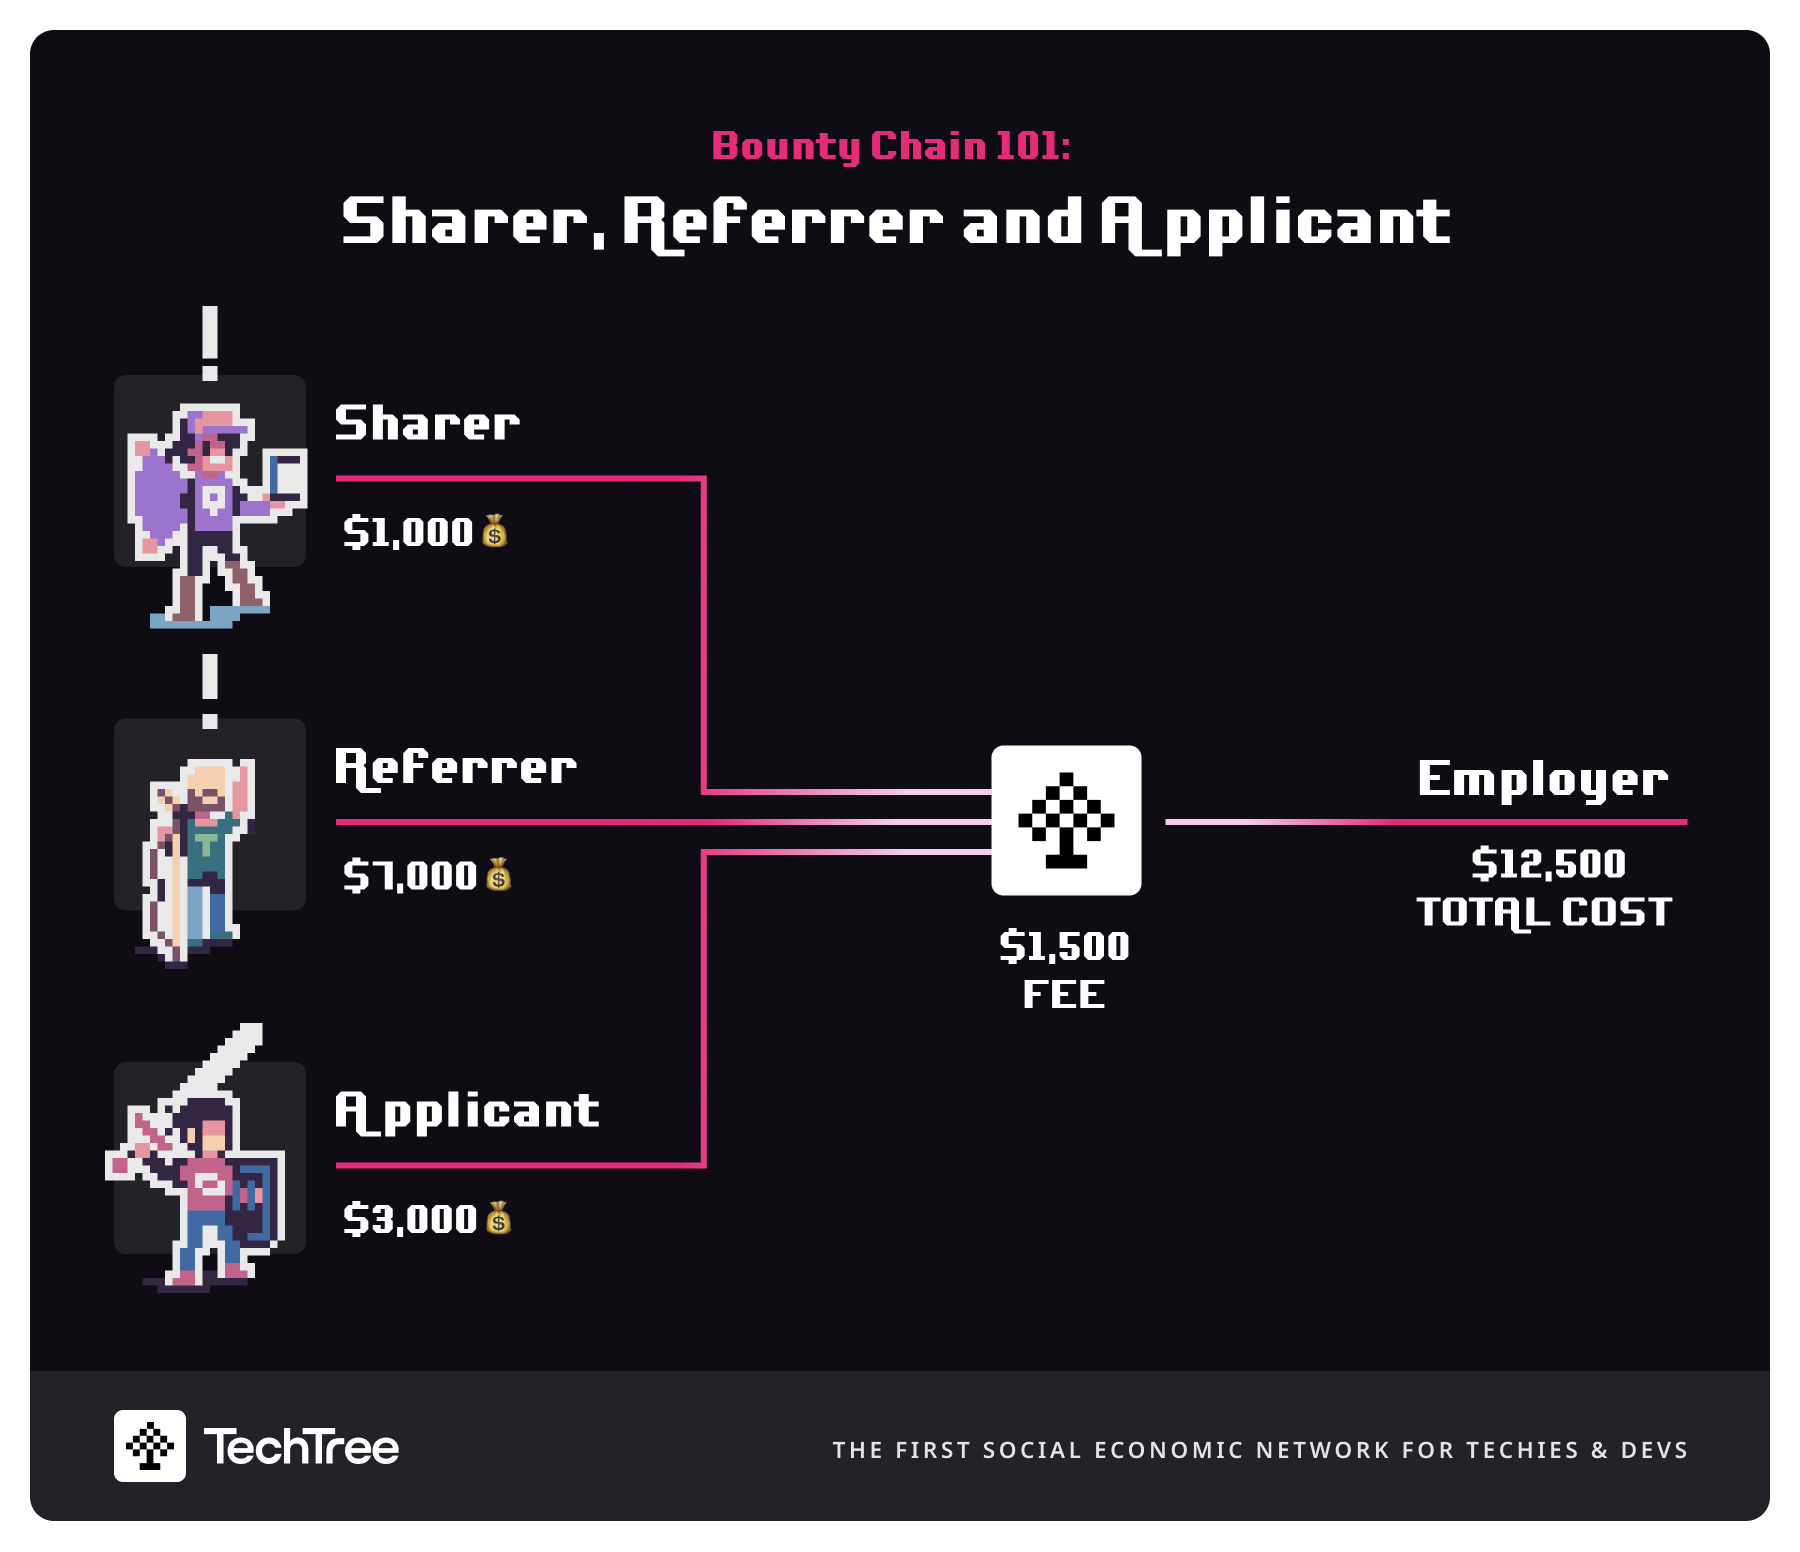 Bounty Chain 101:
Sharer, Referrer and Applicant
Sharer
$1,000
Referrer
$7,000
Applicant
$3,000
$1,500
FEE
Employer
$12,500
TOTAL COST
TechTree
THE FIRST SOCIAL ECONOMIC NETWORK FOR TECHIES & DEVS